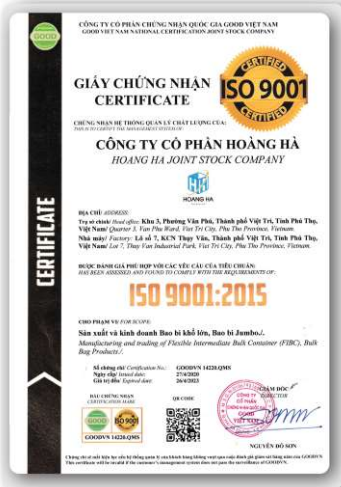 GOOD
CÔNG TY CỔ PHẦN CHỨNG NHẬN QUỐC GIA GOOD VIỆT NAM
GOOD VIET NAM NATIONAL CERTIFICATION JOINT STOCK COMPANY
GIẤY CHỨNG NHẬN
CERTIFICATE
CERTIFIED
ISO 9001
CERTIFIED
CHỨNG NHẬN HỆ THỐNG QUẢN LÝ CHẤT LƯỢNG CỦA:
THIS IS TO CERTIFY THE MANAGEMENT SYSTEM OF:
CÔNG TY CỔ PHẦN HOÀNG HÀ
HOANG HA JOINT STOCK COMPANY
HOANG HA
ĐỊA CHỈ/ ADDRESS:
Trụ sở chính/ Head office: Khu 3, Phường Vân Phú, Thành phố Việt Trì, Tỉnh Phú Thọ,
Việt Nam/ Quarter 3, Van Phu Ward, Viet Tri City, Phu Tho Province, Vietnam.
Nhà máy/ Factory: Lô số 7, KCN Thụy Vân, Thành phố Việt Trì, Tỉnh Phú Thọ,
Việt Nam/ Lot 7, Thuy Van Industrial Park, Viet Tri City, Phu Tho Province, Vietnam.
ĐƯỢC ĐÁNH GIÁ PHÙ HỢP VỚI CÁC YÊU CẦU CỦA TIÊU CHUẨN:
HAS BEEN ASSESSED AND FOUND TO COMPLY WITH THE REQUIREMENTS OF:
ISO 9001:2015
CHO PHẠM VI/ FOR SCOPE:
Sản xuất và kinh doanh Bao bì khổ lớn, Bao bì Jumbo./.
Manufacturing and trading of Flexible Intermediate Bulk Container (FIBC), Bulk
Bag Products./.
Số chứng chỉ/ Certification No.: GOODVN 14220.QMS
Ngày cấp/ Issued date: 27/4/2020
Giá trị đến/ Expired date: 26/4/2023
DẤU CHỨNG NHẬN
CERTIFICATION MARK
QR CODE
GIÁM ĐỐC
DIRECTOR
GOOD
ISO 9001
GOODVN 14220.QMS
NGUYỄN ĐỖ SƠN
CERTIFICATE